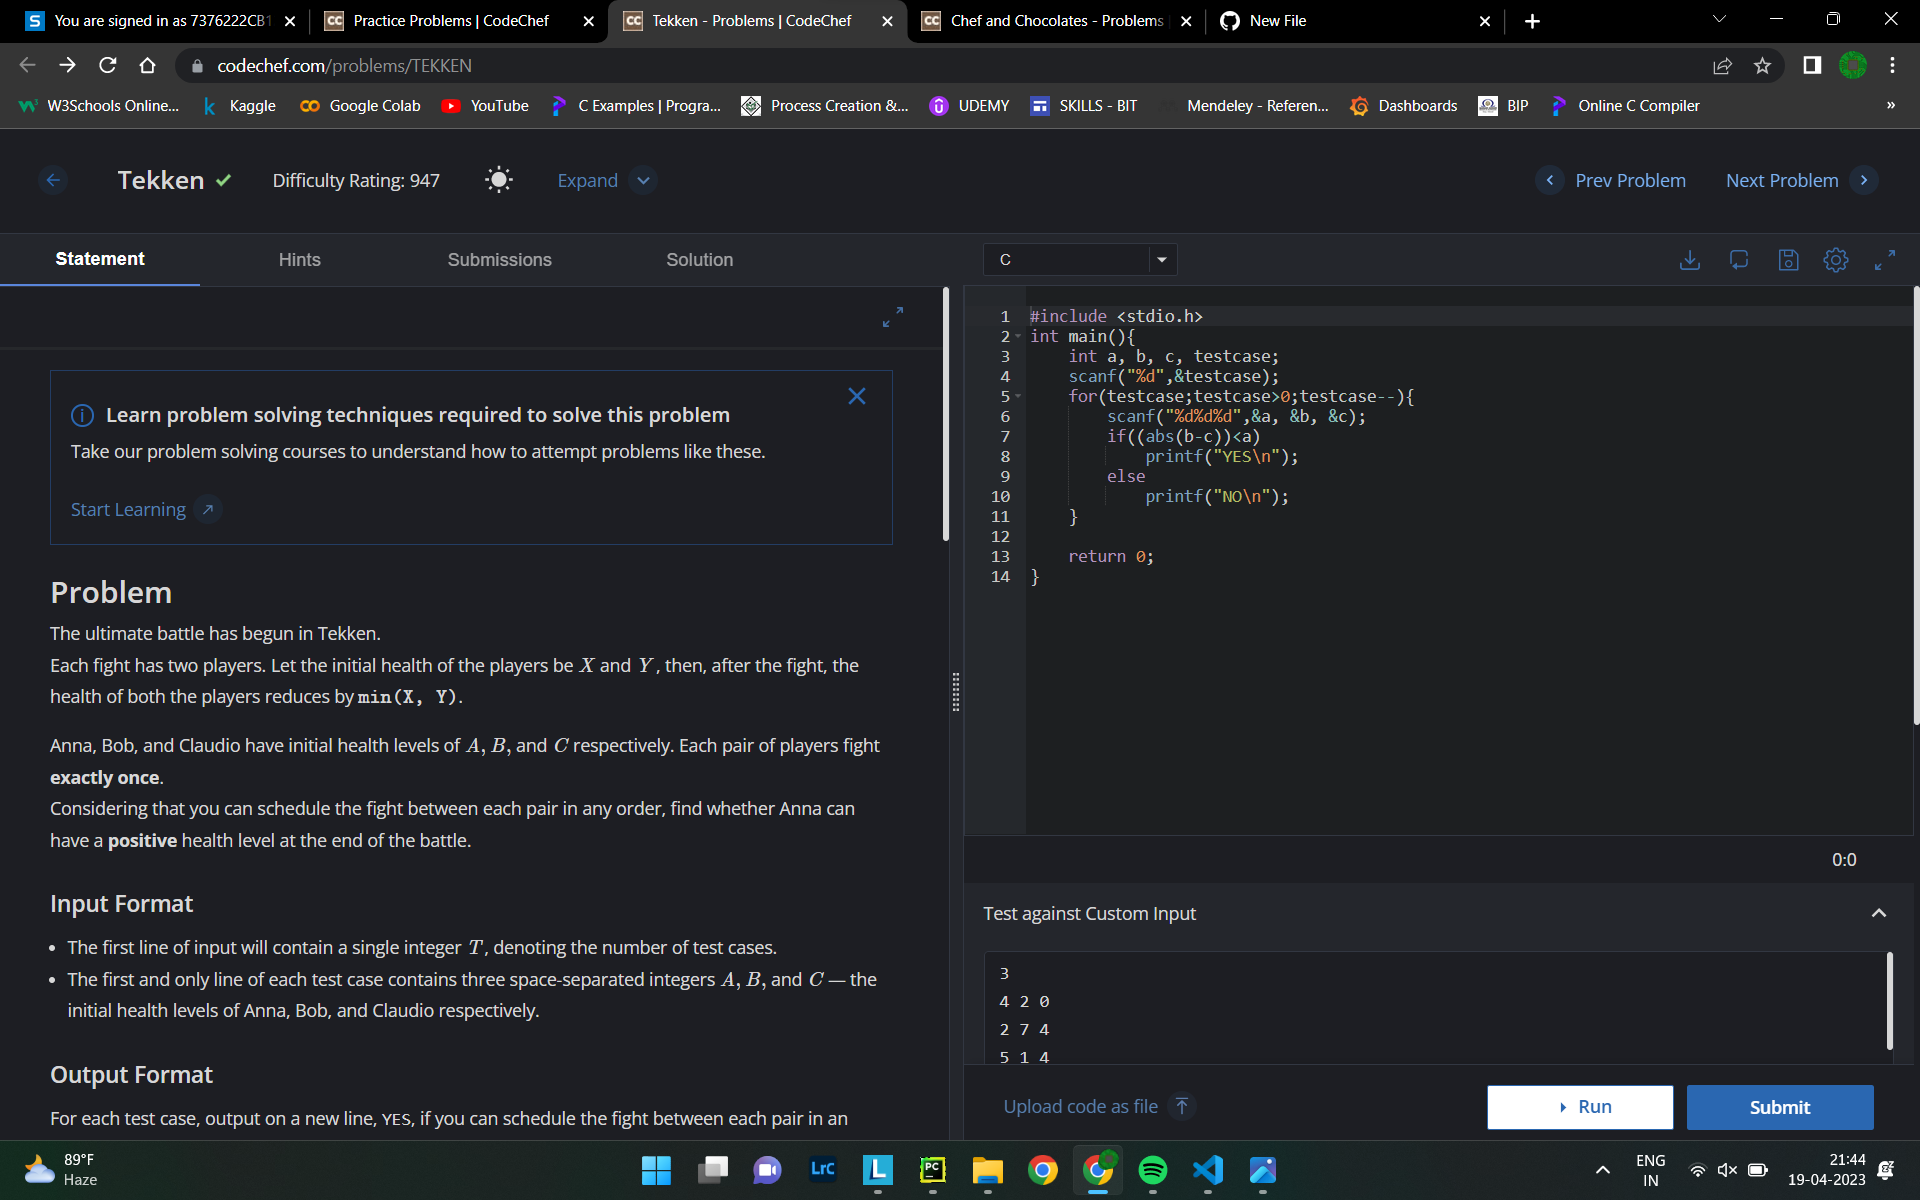 You are signed in as 7376222CB1
Practice Problems | CodeChef
Tekken - Problems | CodeChef
Chef and Chocolates - Problems
New File
codechef.com/problems/TEKKEN
W3Schools Online...
Kaggle
Google Colab
YouTube
C Examples | Progra...
Process Creation &...
UDEMY
SKILLS - BIT
Mendeley - Referen...
Dashboards
BIP
Online C Compiler
»
Tekken
Difficulty Rating: 947
Expand
Prev Problem
Next Problem
Statement
Hints
Submissions
Solution
C
Learn problem solving techniques required to solve this problem
Take our problem solving courses to understand how to attempt problems like these.
Start Learning
Problem
The ultimate battle has begun in Tekken.
Each fight has two players. Let the initial health of the players be X and Y, then, after the fight, the
health of both the players reduces by min(X, Y).
Anna, Bob, and Claudio have initial health levels of A, B, and C respectively. Each pair of players fight
exactly once.
Considering that you can schedule the fight between each pair in any order, find whether Anna can
have a positive health level at the end of the battle.
Input Format
• The first line of input will contain a single integer T, denoting the number of test cases.
• The first and only line of each test case contains three space-separated integers A, B, and C — the
initial health levels of Anna, Bob, and Claudio respectively.
Output Format
For each test case, output on a new line, YES, if you can schedule the fight between each pair in an
1 #include <stdio.h>
2 int main(){
3 int a, b, c, testcase;
4 scanf("%d",&testcase);
5 for(testcase;testcase>0;testcase--){
6 scanf("%d%d%d",&a, &b, &c);
7 if((abs(b-c))<a)
8 printf("YES\n");
9 else
10 printf("NO\n");
11 }
12
13 return 0;
14 }
0:0
Test against Custom Input
3
4 2 0
2 7 4
5 1 4
Upload code as file
Run
Submit
89°F
Haze
LrC
L
PC
ENG
IN
21:44
19-04-2023